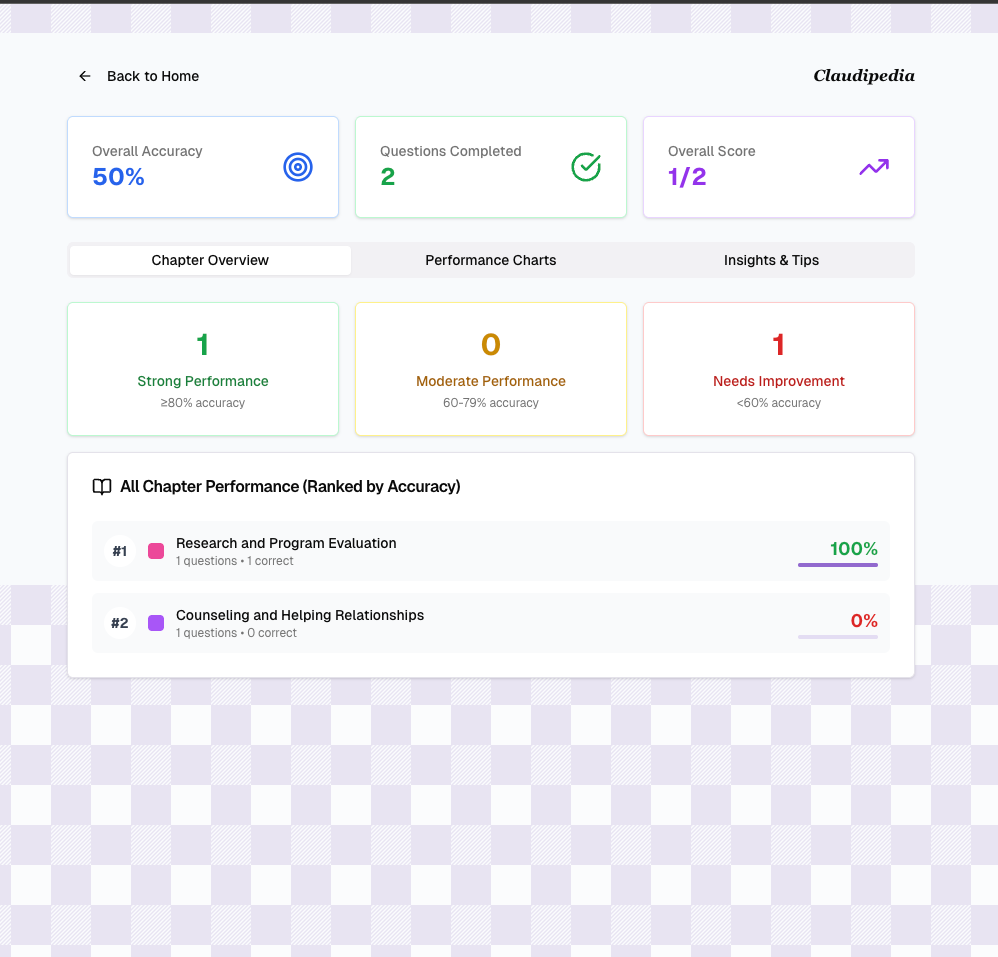 Back to Home
Claudipedia
Overall Accuracy
50%
Questions Completed
2
Overall Score
1/2
Chapter Overview
Performance Charts
Insights & Tips
1
Strong Performance
≥80% accuracy
0
Moderate Performance
60-79% accuracy
1
Needs Improvement
<60% accuracy
All Chapter Performance (Ranked by Accuracy)
#1
Research and Program Evaluation
1 questions • 1 correct
100%
#2
Counseling and Helping Relationships
1 questions • 0 correct
0%